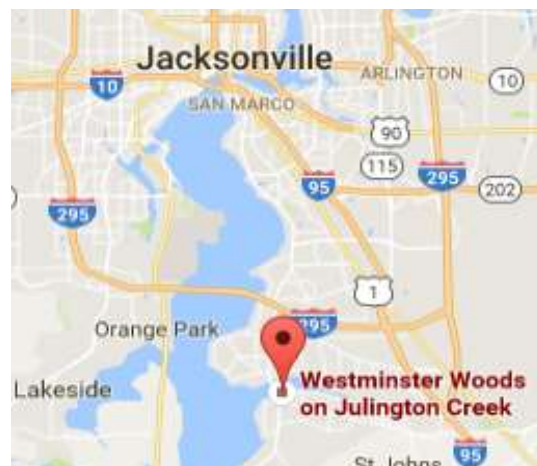 Jacksonville
ARLINGTON
10
10
SAN MARCO
90
115
95
295
202
295
1
Orange Park
295
Lakeside
Westminster Woods
on Julington Creek
95
St Johns